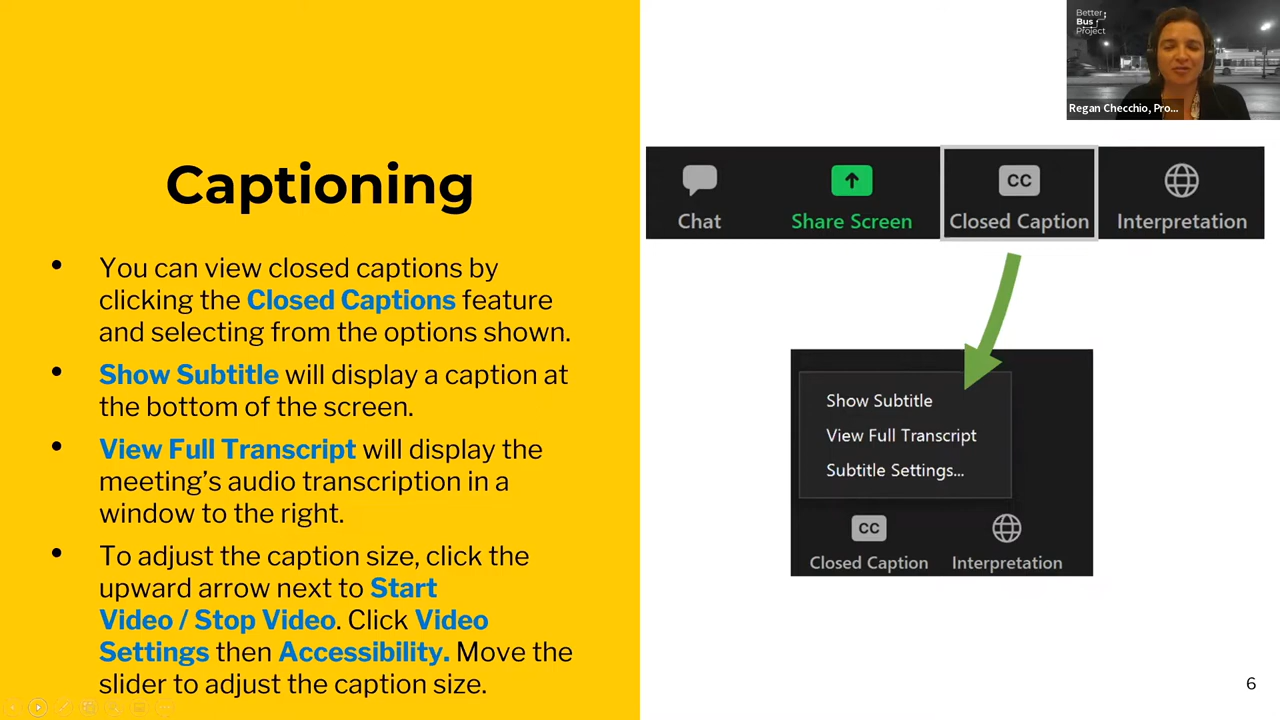 Captioning
• You can view closed captions by
clicking the Closed Captions feature
and selecting from the options shown.
• Show Subtitle will display a caption at
the bottom of the screen.
• View Full Transcript will display the
meeting’s audio transcription in a
window to the right.
• To adjust the caption size, click the
upward arrow next to Start
Video / Stop Video. Click Video
Settings then Accessibility. Move the
slider to adjust the caption size.
Better
Bus
Project
Regan Checchio, Pro...
Chat
Share Screen
CC
Closed Caption
Interpretation
Show Subtitle
View Full Transcript
Subtitle Settings...
CC
Closed Caption
Interpretation
6